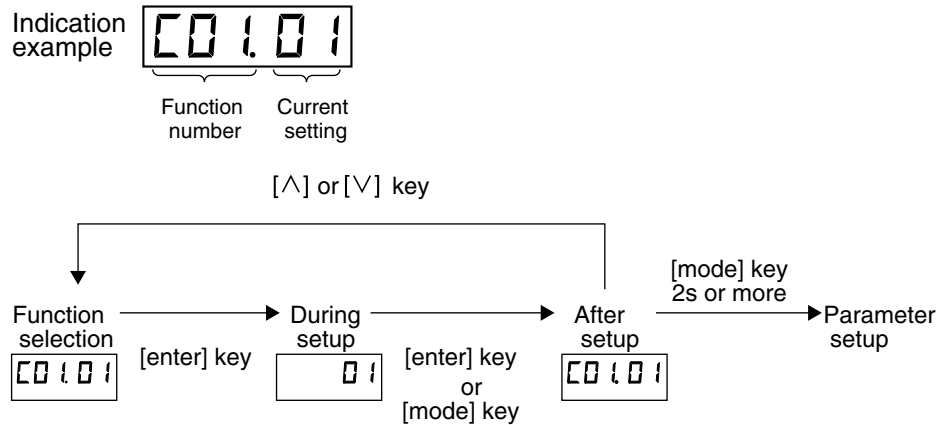 Indication
example
C01.01
Function
number
Current
setting
[∧] or [∨] key
[mode] key
2s or more
Function
selection
C01.01
[enter] key
During
setup
01
[enter] key
or
[mode] key
After
setup
C01.01
Parameter
setup